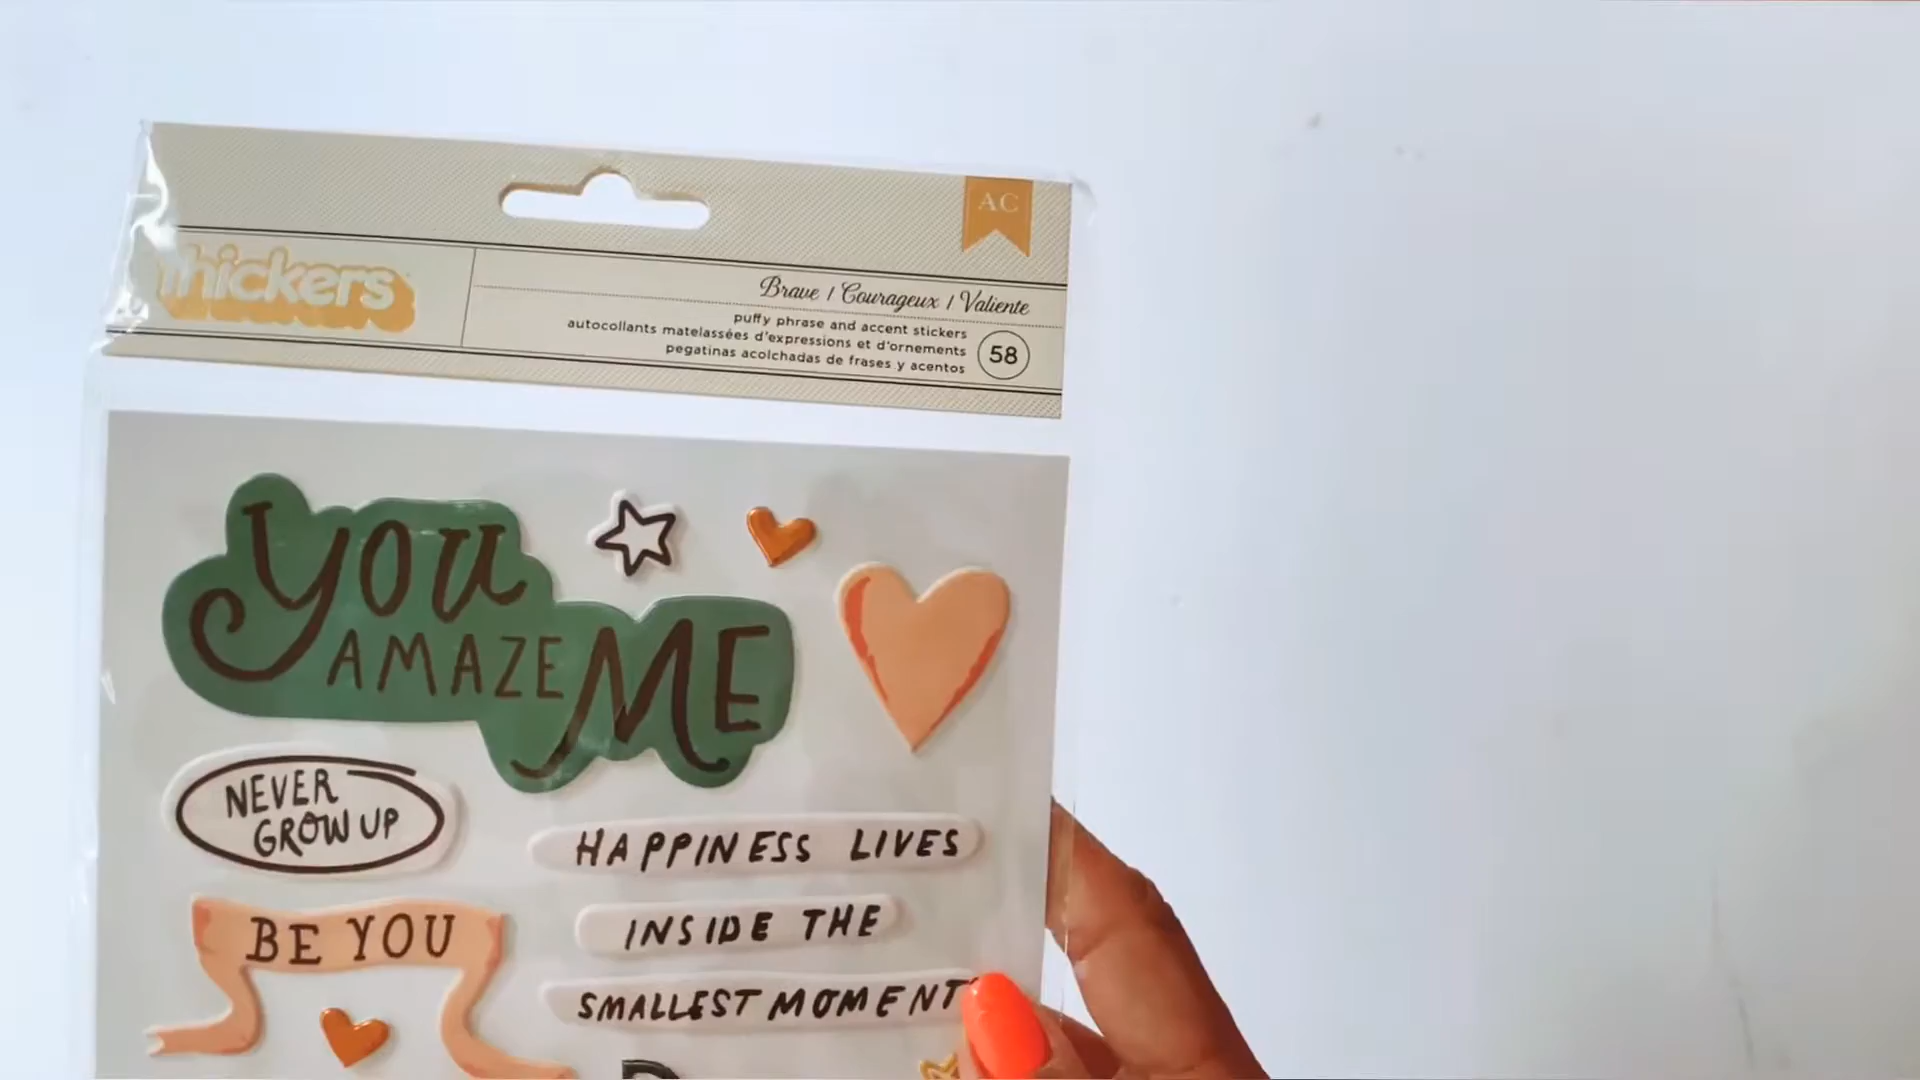 AC
Thickers
Brave / Courageux / Valiente
puffy phrase and accent stickers
autocollants matelassées d'expressions et d'ornements
pegatinas acolchadas de frases y acentos
58
YOU
AMAZE ME
NEVER
GROW UP
HAPPINESS LIVES
BE YOU
INSIDE THE
SMALLEST MOMENT